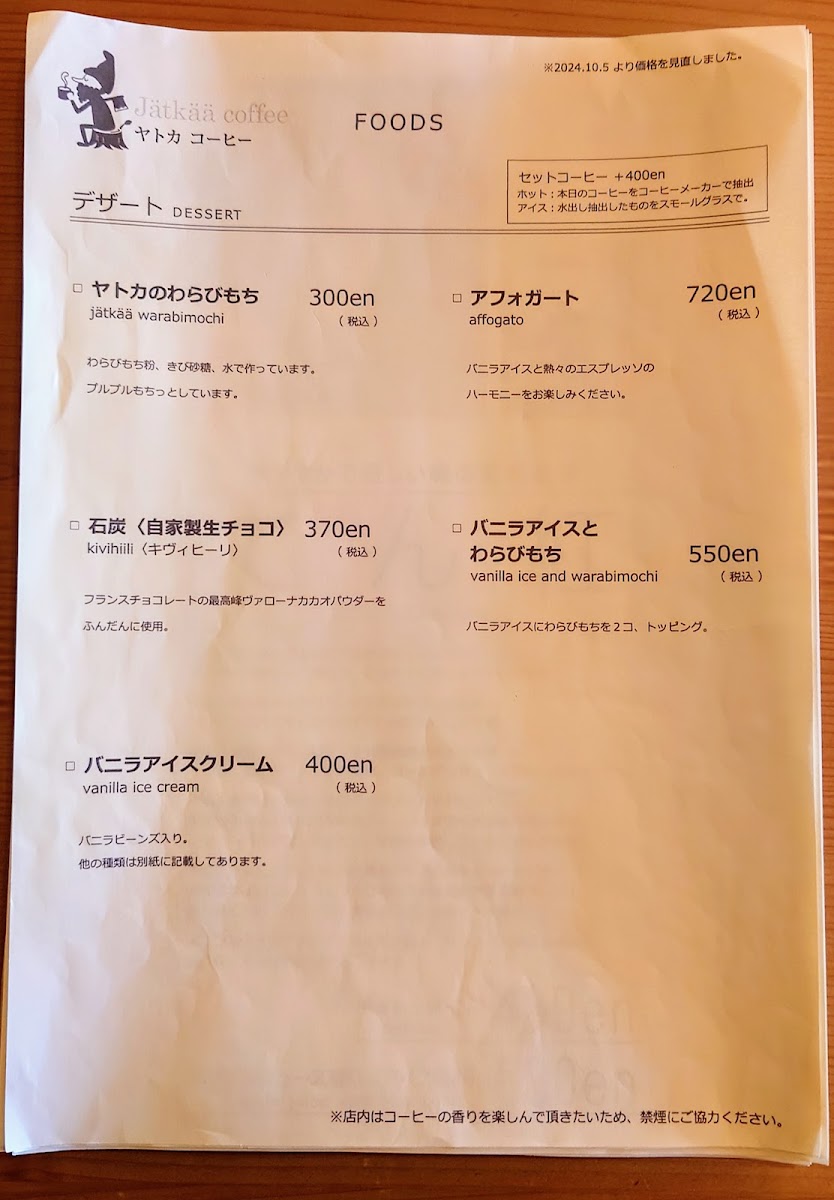 ※2024.10.5 より価格を見直しました。
Jätkää coffee
ヤトカ コーヒー
FOODS
セットコーヒー +400en
ホット：本日のコーヒーをコーヒーメーカーで抽出
アイス：水出し抽出したものをスモールグラスで。
デザート DESSERT
□ ヤトカのわらびもち 300en
jätkää warabimochi （税込）
わらびもち粉、きび砂糖、水で作っています。
プルプルもちっとしています。
□ アフォガート 720en
affogato （税込）
バニラアイスと熱々のエスプレッソの
ハーモニーをお楽しみください。
□ 石炭〈自家製生チョコ〉 370en
kivihiili〈キヴィヒーリ〉 （税込）
フランスチョコレートの最高峰ヴァローナカカオパウダーを
ふんだんに使用。
□ バニラアイスと
わらびもち 550en
vanilla ice and warabimochi （税込）
バニラアイスにわらびもちを２コ、トッピング。
□ バニラアイスクリーム 400en
vanilla ice cream （税込）
バニラビーンズ入り。
他の種類は別紙に記載してあります。
※店内はコーヒーの香りを楽しんで頂きたいため、禁煙にご協力ください。